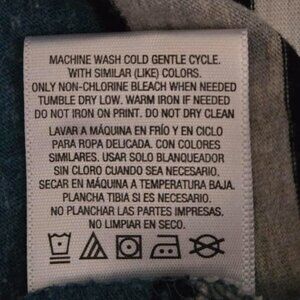 MACHINE WASH COLD GENTLE CYCLE.
WITH SIMILAR (LIKE) COLORS.
ONLY NON-CHLORINE BLEACH WHEN NEEDED
TUMBLE DRY LOW. WARM IRON IF NEEDED
DO NOT IRON ON PRINT. DO NOT DRY CLEAN
LAVAR A MÁQUINA EN FRÍO Y EN CICLO
PARA ROPA DELICADA. CON COLORES
SIMILARES. USAR SOLO BLANQUEADOR
SIN CLORO CUANDO SEA NECESARIO.
SECAR EN MÁQUINA A TEMPERATURA BAJA.
PLANCHA TIBIA SI ES NECESARIO.
NO PLANCHAR LAS PARTES IMPRESAS.
NO LIMPIAR EN SECO.